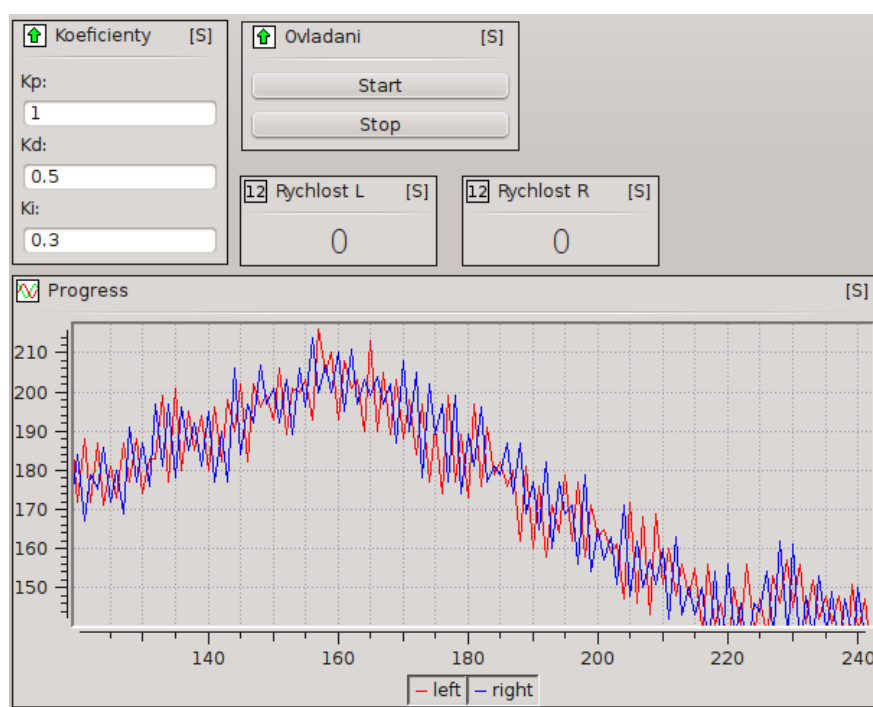 Koeficienty [S]
Kp:
1
Kd:
0.5
Ki:
0.3
Ovladani [S]
Start
Stop
12 Rychlost L [S]
0
12 Rychlost R [S]
0
Progress [S]
210
200
190
180
170
160
150
140 160 180 200 220 240
left right